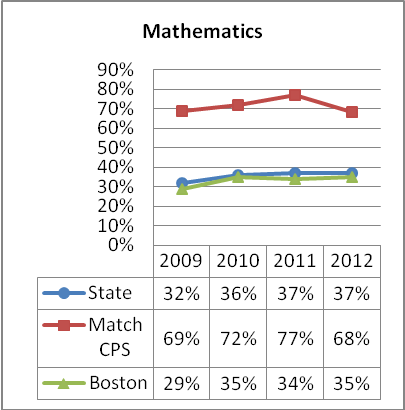 Mathematics
90%
80%
70%
60%
50%
40%
30%
20%
10%
0%
2009 2010 2011 2012
State 32% 36% 37% 37%
Match
CPS 69% 72% 77% 68%
Boston 29% 35% 34% 35%